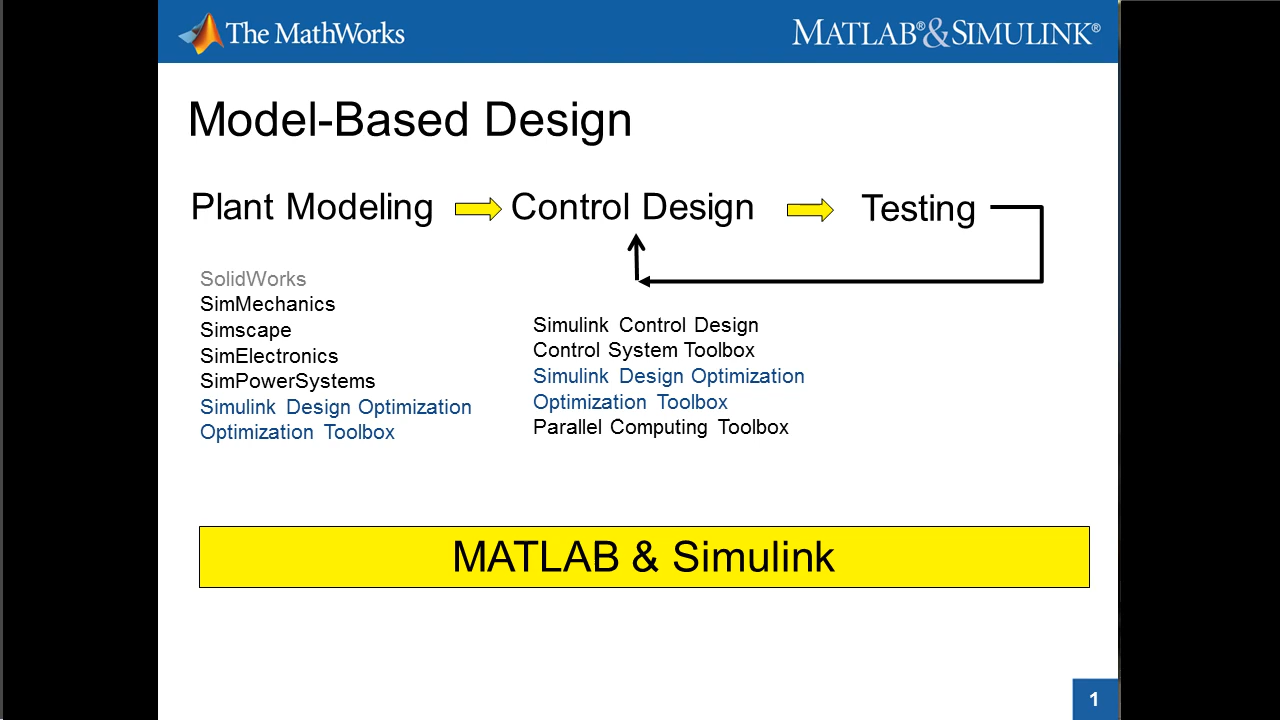 The MathWorks
MATLAB®&SIMULINK®
Model-Based Design
Plant Modeling
Control Design
Testing
SolidWorks
SimMechanics
Simscape
SimElectronics
SimPowerSystems
Simulink Design Optimization
Optimization Toolbox
Simulink Control Design
Control System Toolbox
Simulink Design Optimization
Optimization Toolbox
Parallel Computing Toolbox
MATLAB & Simulink
1